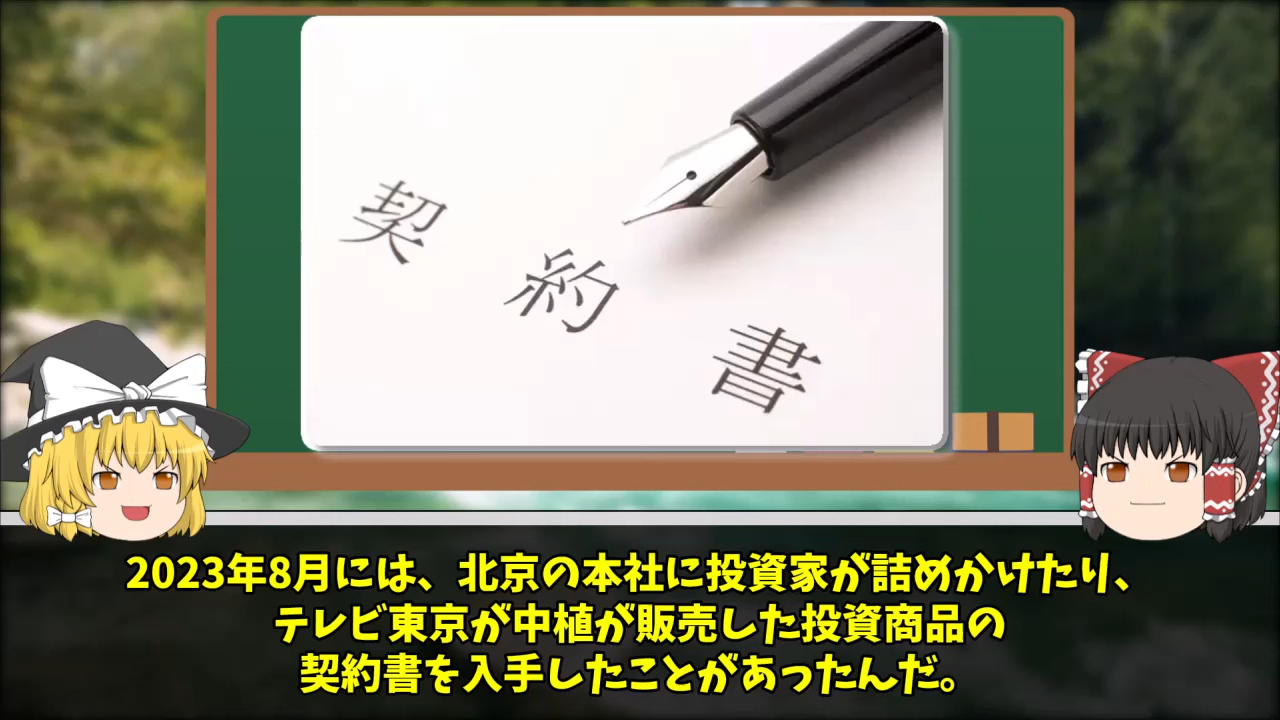 契約書
2023年8月には、北京の本社に投資家が詰めかけたり、
テレビ東京が中植が販売した投資商品の
契約書を入手したことがあったんだ。